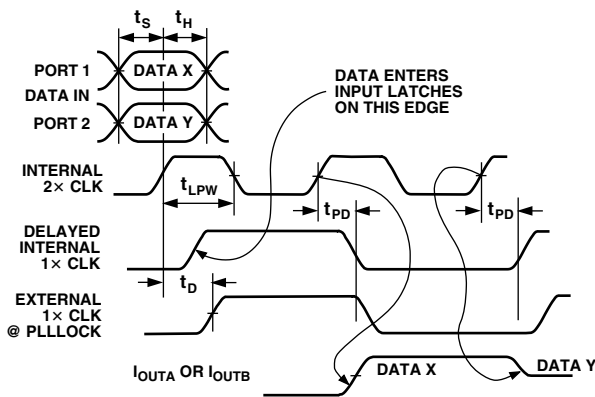 tS tH
PORT 1 DATA X
DATA IN
PORT 2 DATA Y
DATA ENTERS
INPUT LATCHES
ON THIS EDGE
INTERNAL
2× CLK
tLPW
tPD
tPD
DELAYED
INTERNAL
1× CLK
tD
EXTERNAL
1× CLK
@ PLLLOCK
IOUTA OR IOUTB
DATA X
DATA Y